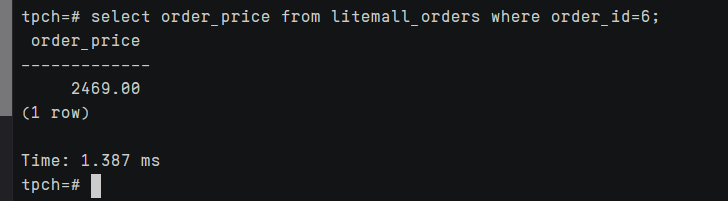 tpch=# select order_price from litemall_orders where order_id=6;
 order_price
-------------
     2469.00
(1 row)

Time: 1.387 ms
tpch=#